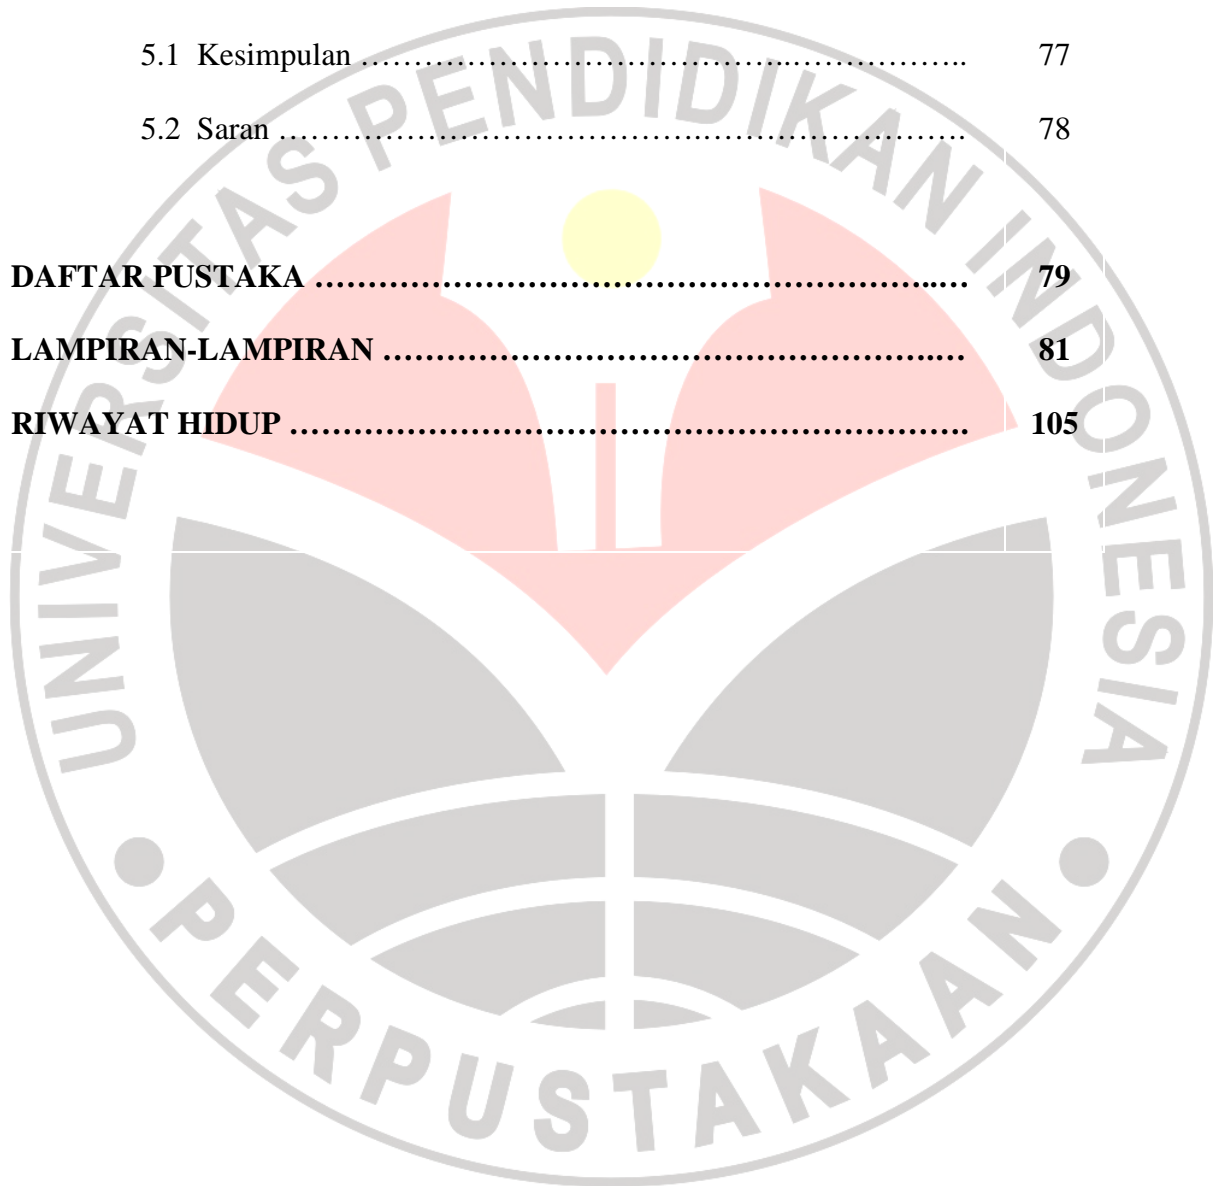 5.1 Kesimpulan …………………………………..…………….. 77
5.2 Saran …………………………………..……………………. 78
DAFTAR PUSTAKA …………………………………………………..… 79
LAMPIRAN-LAMPIRAN …………………………………………….… 81
RIWAYAT HIDUP ………………………………………………………. 105
UNIVERSITAS PENDIDIKAN INDONESIA
PERPUSTAKAAN